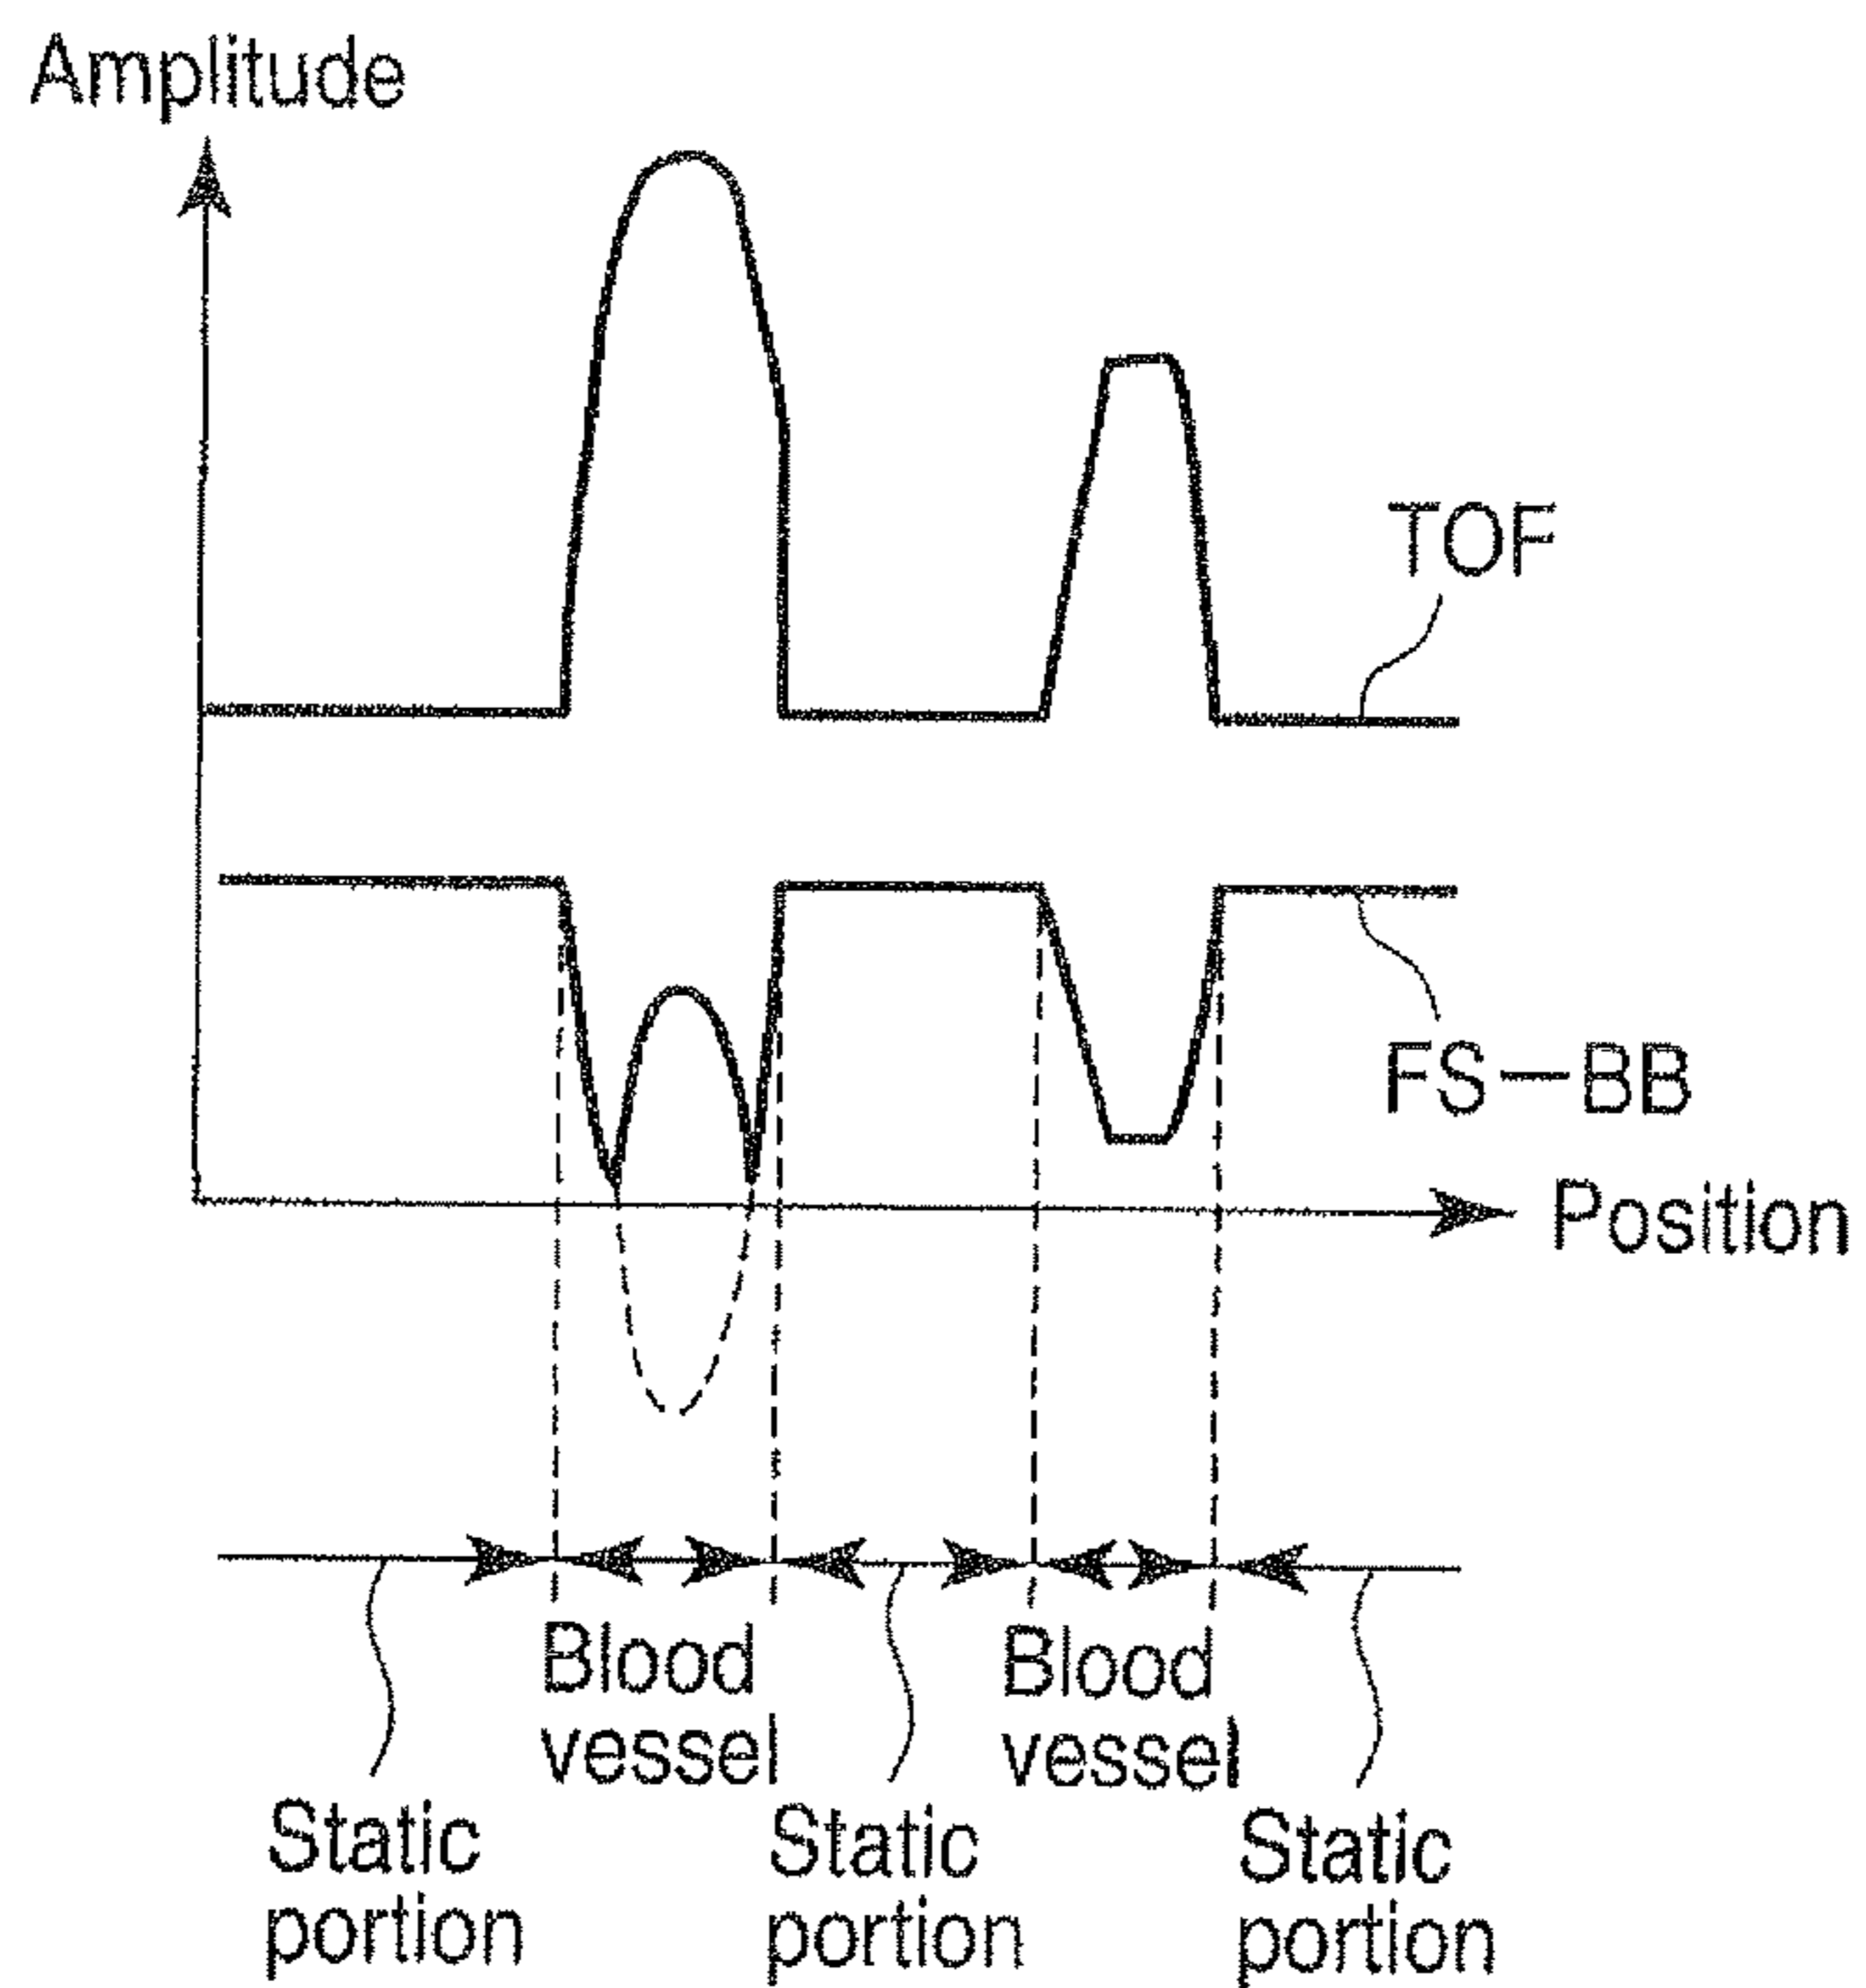 Amplitude
TOF
FS—BB
Position
Blood
vessel
Blood
vessel
Static
portion
Static
portion
Static
portion